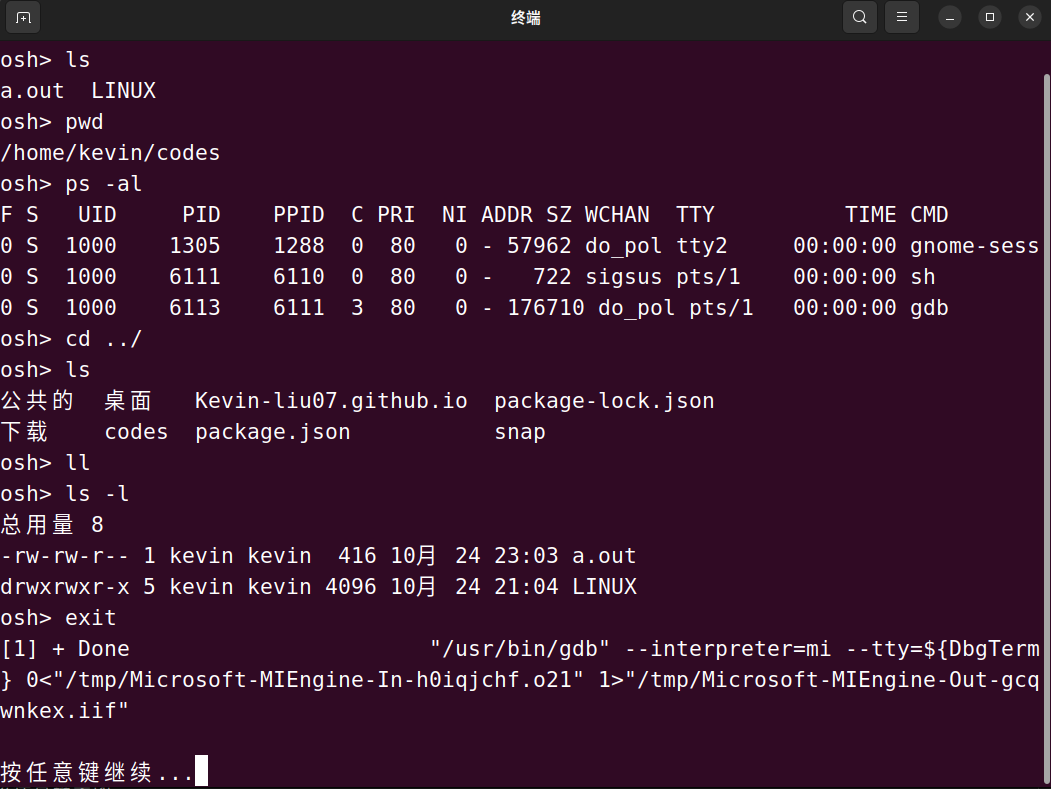 终端
osh> ls
a.out  LINUX
osh> pwd
/home/kevin/codes
osh> ps -al
F S   UID     PID    PPID  C PRI  NI ADDR SZ WCHAN  TTY          TIME CMD
0 S  1000    1305    1288  0  80   0 - 57962 do_pol tty2     00:00:00 gnome-sess
0 S  1000    6111    6110  0  80   0 -   722 sigsus pts/1    00:00:00 sh
0 S  1000    6113    6111  3  80   0 - 176710 do_pol pts/1   00:00:00 gdb
osh> cd ../
osh> ls
公共的  桌面   Kevin-liu07.github.io  package-lock.json
下载    codes  package.json           snap
osh> ll
osh> ls -l
总用量 8
-rw-rw-r-- 1 kevin kevin  416 10月 24 23:03 a.out
drwxrwxr-x 5 kevin kevin 4096 10月 24 21:04 LINUX
osh> exit
[1] + Done                       "/usr/bin/gdb" --interpreter=mi --tty=${DbgTerm
} 0<"/tmp/Microsoft-MIEngine-In-h0iqjchf.o21" 1>"/tmp/Microsoft-MIEngine-Out-gcq
wnkex.iif"
按任意键继续...